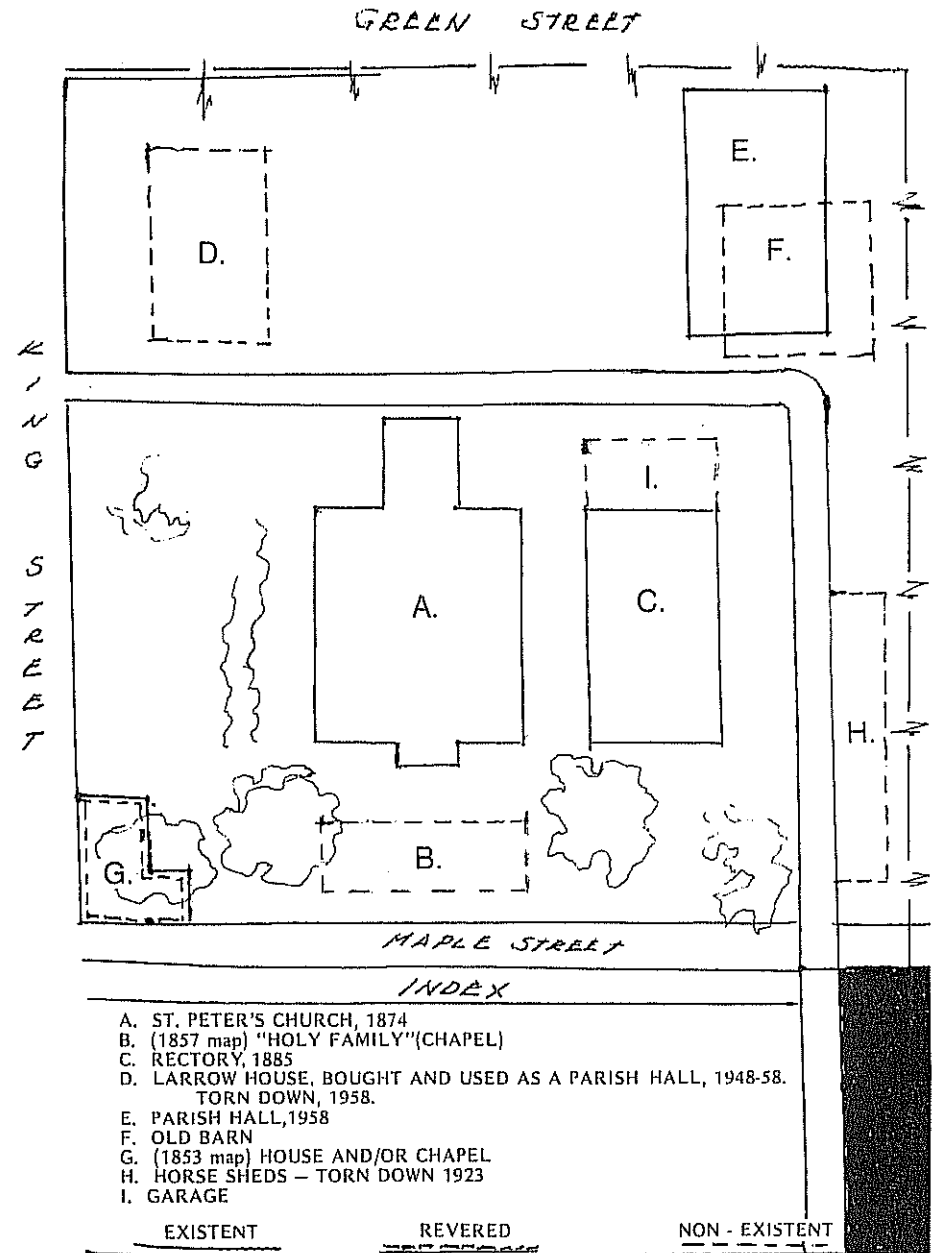 GREEN STREET
E.
F.
D.
KING STREET
I.
A.
C.
H.
B.
G.
MAPLE STREET
INDEX
A. ST. PETER'S CHURCH, 1874
B. (1857 map) "HOLY FAMILY"(CHAPEL)
C. RECTORY, 1885
D. LARROW HOUSE, BOUGHT AND USED AS A PARISH HALL, 1948-58.
TORN DOWN, 1958.
E. PARISH HALL,1958
F. OLD BARN
G. (1853 map) HOUSE AND/OR CHAPEL
H. HORSE SHEDS – TORN DOWN 1923
I. GARAGE
EXISTENT REVERED NON - EXISTENT